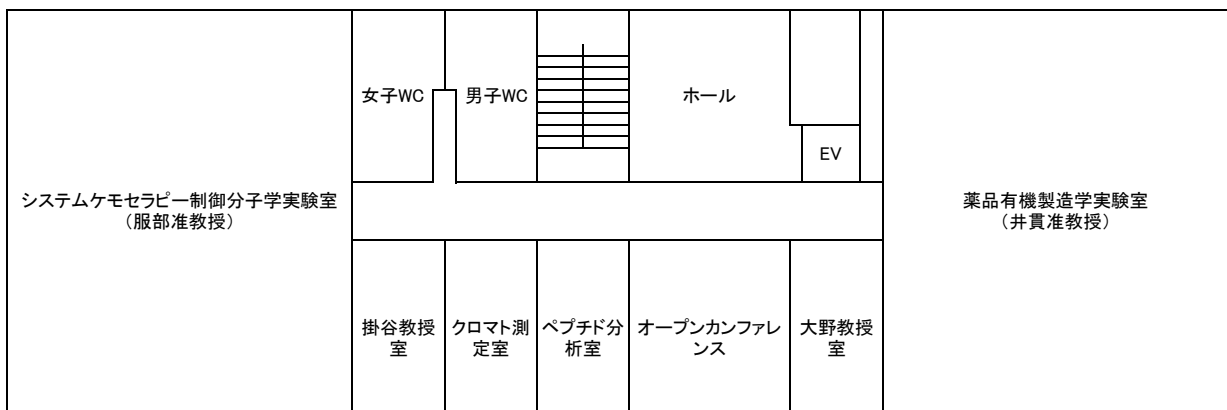 女子WC
男子WC
ホール
EV
システムケモセラピー制御分子学実験室
（服部准教授）
薬品有機製造学実験室
（井貫准教授）
掛谷教授
室
クロマト測
定室
ペプチド分
析室
オープンカンファレ
ンス
大野教授
室